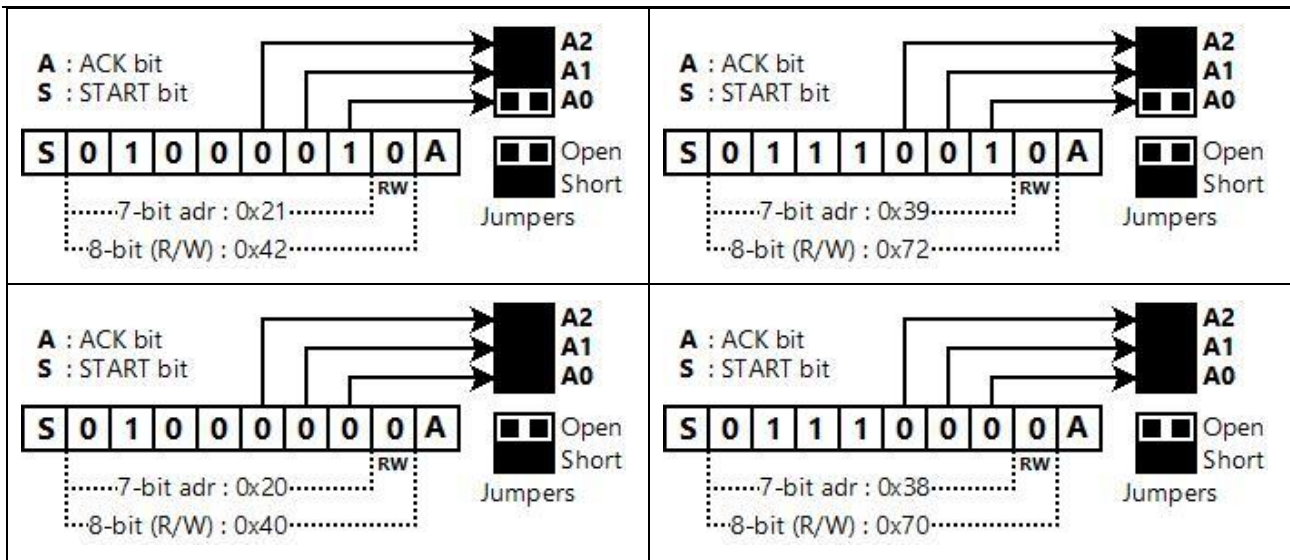 A : ACK bit
S : START bit
A2
A1
A0
S 0 1 0 0 0 0 1 0 A
RW
7-bit adr : 0x21
8-bit (R/W) : 0x42
Open
Short
Jumpers
A : ACK bit
S : START bit
A2
A1
A0
S 0 1 1 1 0 0 1 0 A
RW
7-bit adr : 0x39
8-bit (R/W) : 0x72
Open
Short
Jumpers
A : ACK bit
S : START bit
A2
A1
A0
S 0 1 0 0 0 0 0 0 A
RW
7-bit adr : 0x20
8-bit (R/W) : 0x40
Open
Short
Jumpers
A : ACK bit
S : START bit
A2
A1
A0
S 0 1 1 1 0 0 0 0 A
RW
7-bit adr : 0x38
8-bit (R/W) : 0x70
Open
Short
Jumpers